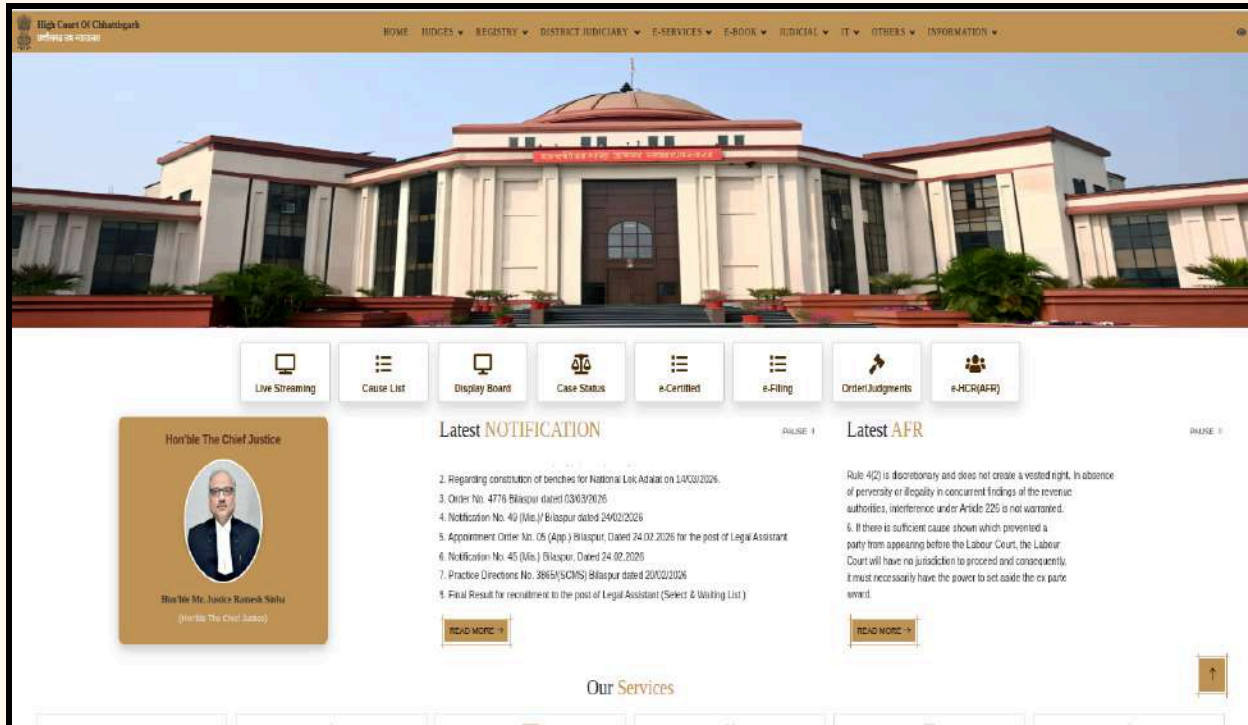 High Court Of Chhattisgarh
HOME JUDGES REGISTRY DISTRICT JUDICIARY E-SERVICES E-BOOK JUDICIAL IT OTHERS INFORMATION
Live Streaming
Cause List
Display Board
Case Status
e-Certified
e-Filing
Order/Judgments
e-HCR(AFR)
Hon'ble The Chief Justice
Hon'ble Mr. Justice Ramesh Sinha
(Hon'ble The Chief Justice)
Latest NOTIFICATION
PAUSE
2. Regarding constitution of benches for National Lok Adalat on 14/03/2026.
3. Order No. 4776 Bilaspur dated 03/03/2026
4. Notification No. 49 (Mis.)/ Bilaspur dated 24/02/2026
5. Appointment Order No. 05 (App.) Bilaspur, Dated 24.02.2026 for the post of Legal Assistant
6. Notification No. 45 (Mis.) Bilaspur, Dated 24.02.2026
7. Practice Directions No. 3865/(SCMS) Bilaspur dated 20/02/2026
Final Result for recruitment to the post of Legal Assistant (Select & Waiting List )
READ MORE →
Latest AFR
PAUSE
Rule 4(2) is discretionary and does not create a vested right. In absence
of perversity or illegality in concurrent findings of the revenue
authorities, interference under Article 226 is not warranted.
6. If there is sufficient cause shown which prevented a
party from appearing before the Labour Court, the Labour
Court will have no jurisdiction to proceed and consequently,
it must necessarily have the power to set aside the ex parte
award.
READ MORE →
Our Services